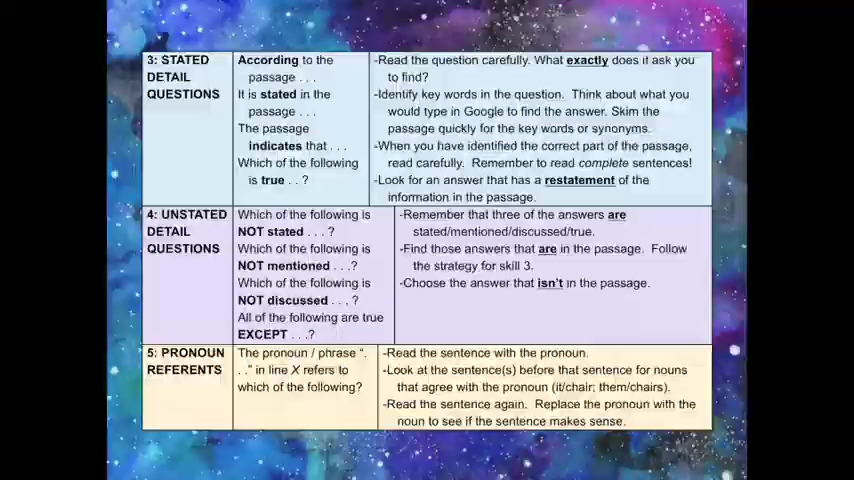 3: STATED
DETAIL
QUESTIONS
According to the
passage . . .
It is stated in the
passage . . .
The passage
indicates that . . .
Which of the following
is true . . ?
-Read the question carefully. What exactly does it ask you
to find?
-Identify key words in the question. Think about what you
would type in Google to find the answer. Skim the
passage quickly for the key words or synonyms.
-When you have identified the correct part of the passage,
read carefully. Remember to read complete sentences!
-Look for an answer that has a restatement of the
information in the passage.
4: UNSTATED
DETAIL
QUESTIONS
Which of the following is
NOT stated . . . ?
Which of the following is
NOT mentioned . . .?
Which of the following is
NOT discussed . . . ?
All of the following are true
EXCEPT . . .?
-Remember that three of the answers are
stated/mentioned/discussed/true.
-Find those answers that are in the passage. Follow
the strategy for skill 3.
-Choose the answer that isn't in the passage.
5: PRONOUN
REFERENTS
The pronoun / phrase ".
. ." in line X refers to
which of the following?
-Read the sentence with the pronoun.
-Look at the sentence(s) before that sentence for nouns
that agree with the pronoun (it/chair; them/chairs).
-Read the sentence again. Replace the pronoun with the
noun to see if the sentence makes sense.